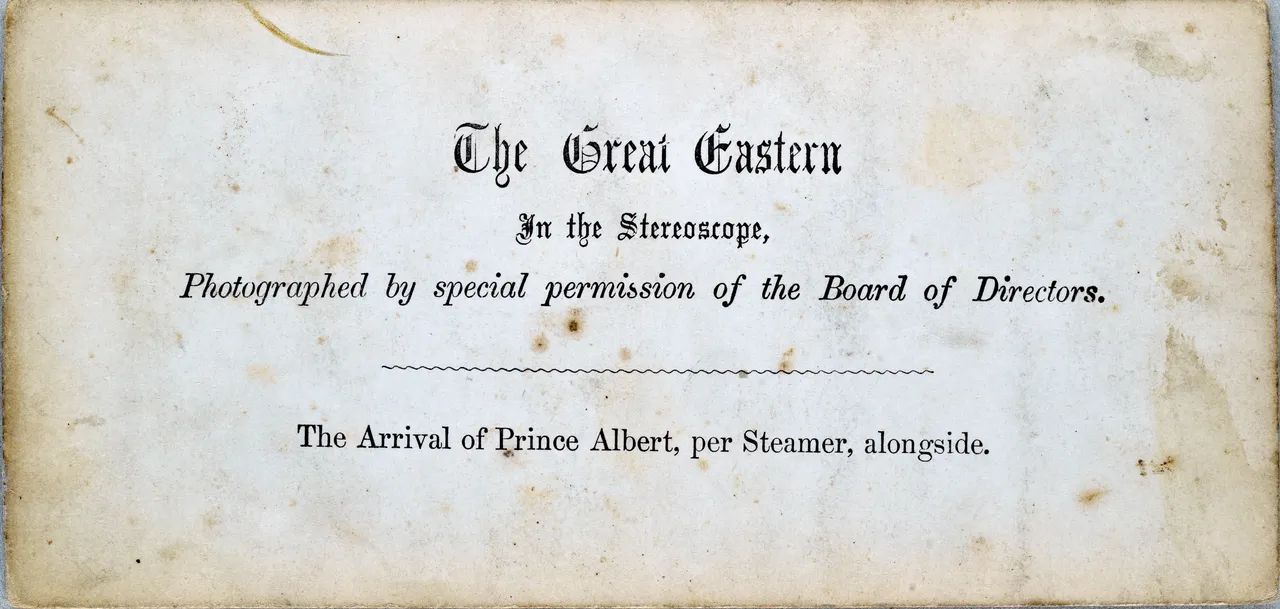 The Great Eastern
In the Stereoscope,
Photographed by special permission of the Board of Directors.
The Arrival of Prince Albert, per Steamer, alongside.